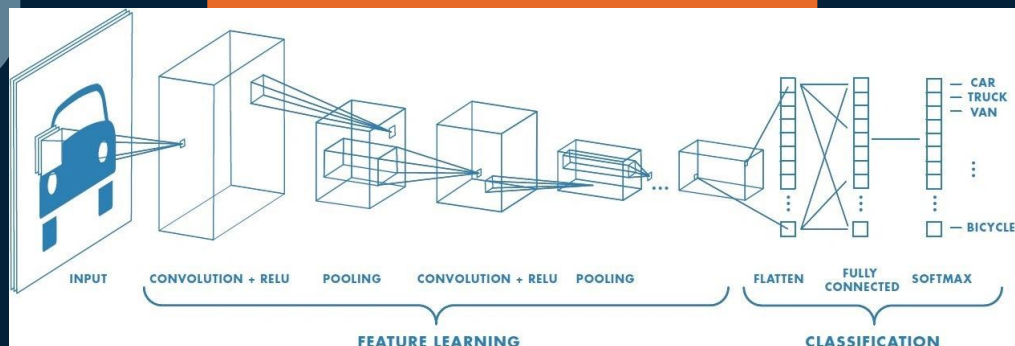 CAR
TRUCK
VAN
BICYCLE
INPUT
CONVOLUTION + RELU
POOLING
CONVOLUTION + RELU
POOLING
FLATTEN
FULLY
CONNECTED
SOFTMAX
FEATURE LEARNING
CLASSIFICATION